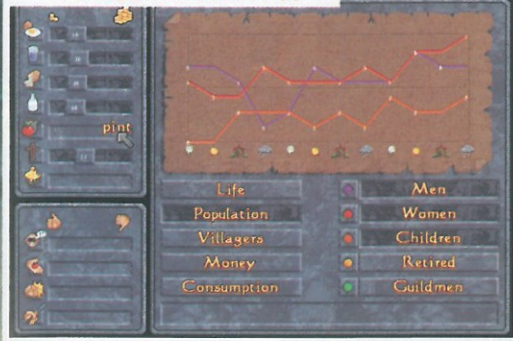 pint
Life
Men
Population
Women
Villagers
Children
Money
Retired
Consumption
Guildmen